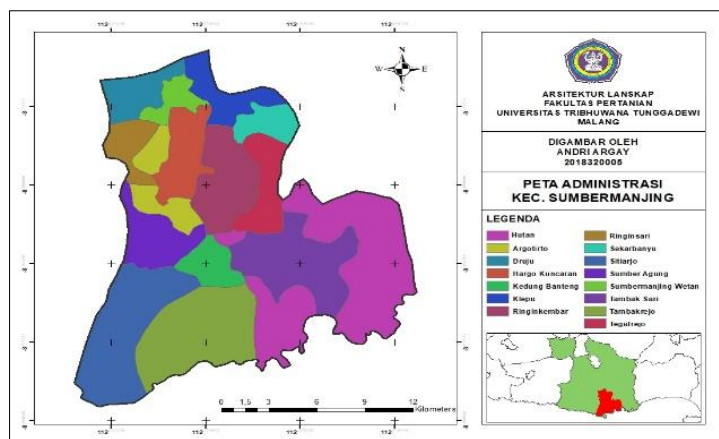 N
W E
S
0 1,5 3 6 9 12
Kilometers
ARSITEKTUR LANSKAP
FAKULTAS PERTANIAN
UNIVERSITAS TRIBHUWANA TUNGGADEWI
MALANG
DIGAMBAR OLEH
ANDRI ARGAY
2018320005
PETA ADMINISTRASI
KEC. SUMBERMANJING
LEGENDA
Hutan
Argotirto
Druju
Hargo Kuncaran
Kedung Banteng
Klepu
Ringinkembar
Ringinsari
Sekarbanyu
Sitiarjo
Sumber Agung
Sumbermanjing Wetan
Tambak Sari
Tambakrejo
Tegalrejo